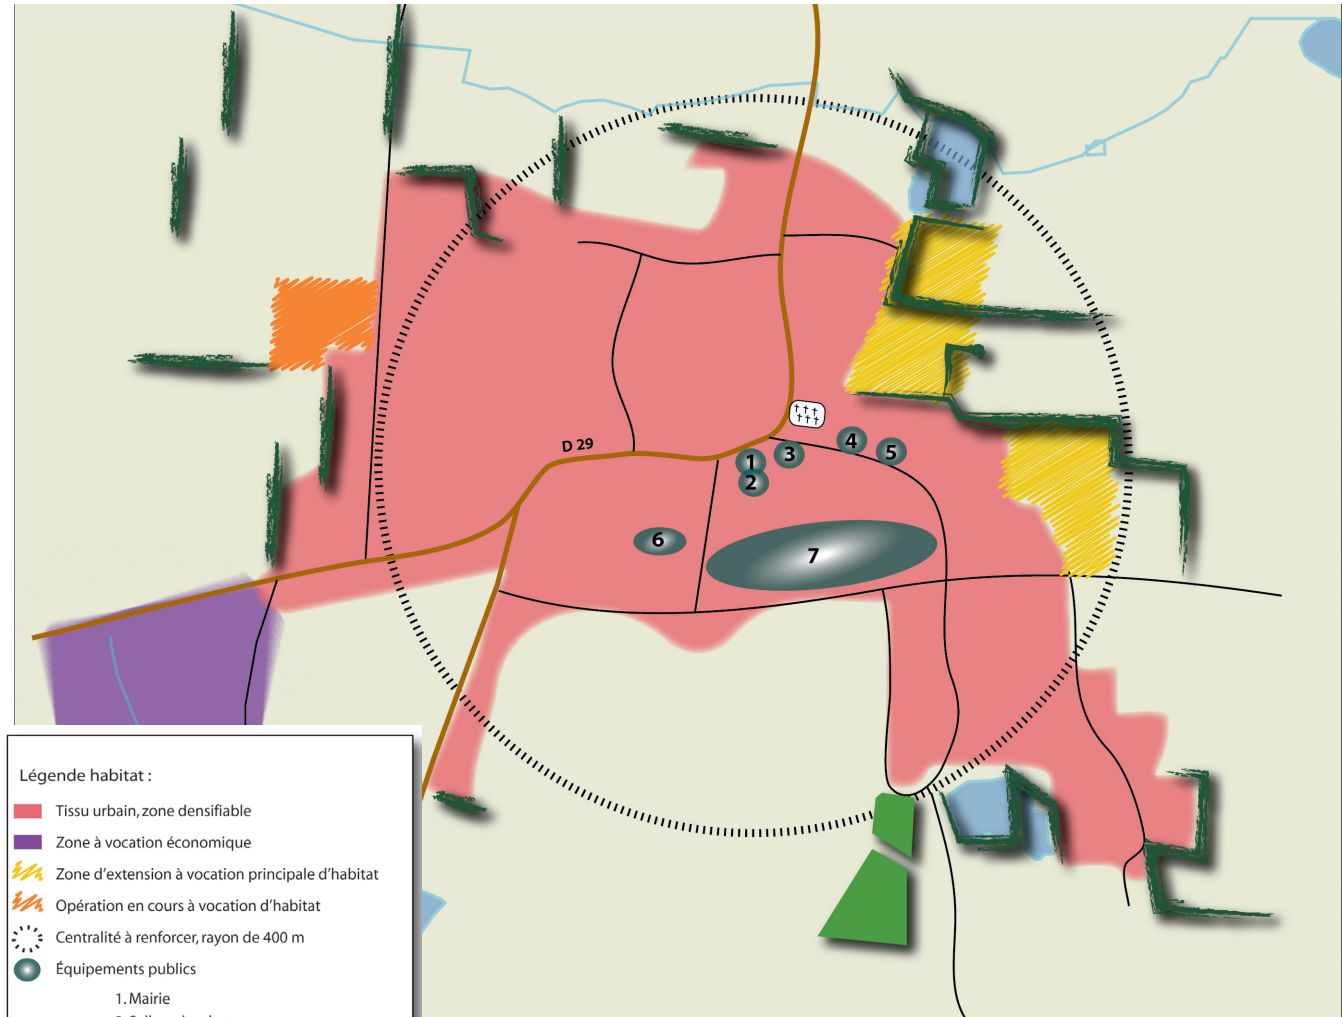 D 29
1
2
3
4
5
6
7
Légende habitat :
Tissu urbain, zone densifiable
Zone à vocation économique
Zone d'extension à vocation principale d'habitat
Opération en cours à vocation d'habitat
Centralité à renforcer, rayon de 400 m
Équipements publics
1. Mairie